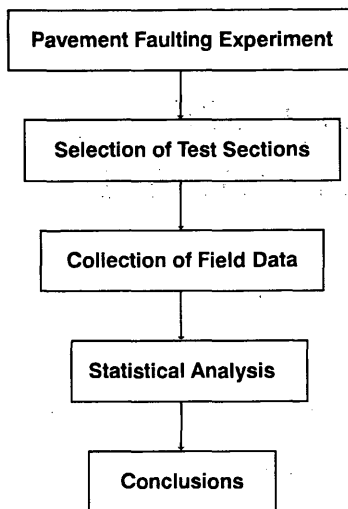 Pavement Faulting Experiment
Selection of Test Sections
Collection of Field Data
Statistical Analysis
Conclusions